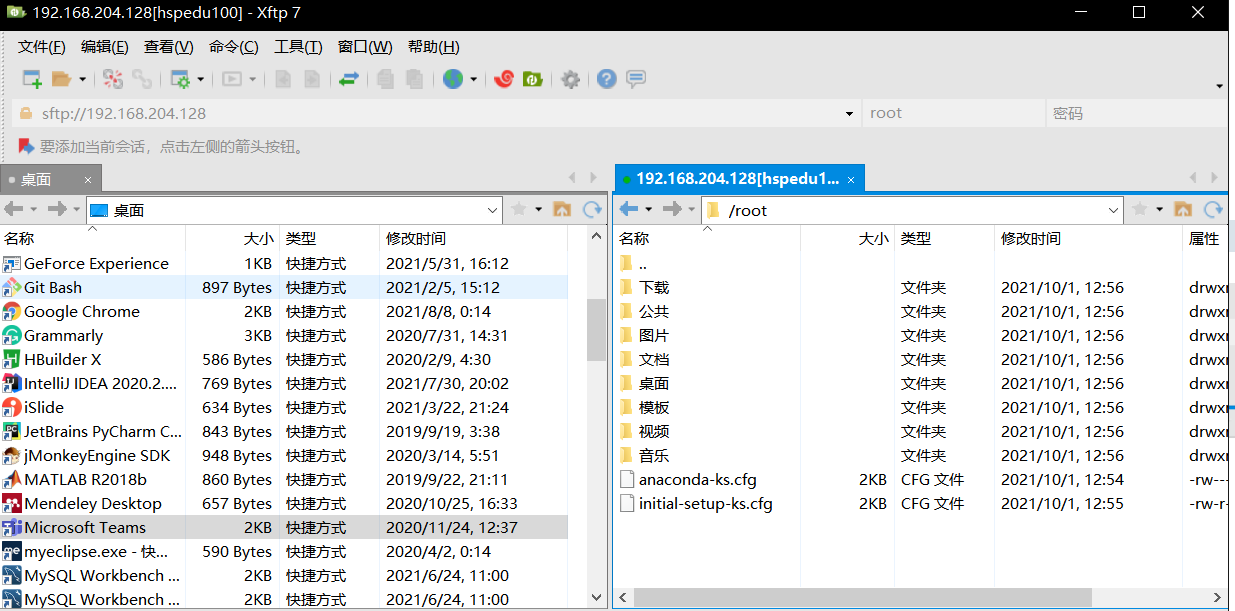 192.168.204.128[hspedu100] - Xftp 7
文件(F) 编辑(E) 查看(V) 命令(C) 工具(T) 窗口(W) 帮助(H)
sftp://192.168.204.128 root 密码
要添加当前会话，点击左侧的箭头按钮。
桌面 ×
桌面
名称 大小 类型 修改时间
GeForce Experience 1KB 快捷方式 2021/5/31, 16:12
Git Bash 897 Bytes 快捷方式 2021/2/5, 15:12
Google Chrome 2KB 快捷方式 2021/8/8, 0:14
Grammarly 3KB 快捷方式 2020/7/31, 14:31
HBuilder X 586 Bytes 快捷方式 2020/2/9, 4:30
IntelliJ IDEA 2020.2.... 769 Bytes 快捷方式 2021/7/30, 20:02
iSlide 634 Bytes 快捷方式 2021/3/22, 21:24
JetBrains PyCharm C... 843 Bytes 快捷方式 2019/9/19, 3:38
jMonkeyEngine SDK 948 Bytes 快捷方式 2020/3/14, 5:51
MATLAB R2018b 860 Bytes 快捷方式 2019/9/22, 21:11
Mendeley Desktop 657 Bytes 快捷方式 2020/10/25, 16:33
Microsoft Teams 2KB 快捷方式 2020/11/24, 12:37
myeclipse.exe - 快... 590 Bytes 快捷方式 2020/4/2, 0:14
MySQL Workbench ... 2KB 快捷方式 2021/6/24, 11:00
MySQL Workbench ... 2KB 快捷方式 2021/6/24, 11:00
192.168.204.128[hspedu1... ×
/root
名称 大小 类型 修改时间 属性
..
下载 文件夹 2021/10/1, 12:56 drwxr
公共 文件夹 2021/10/1, 12:56 drwxr
图片 文件夹 2021/10/1, 12:56 drwxr
文档 文件夹 2021/10/1, 12:56 drwxr
桌面 文件夹 2021/10/1, 12:56 drwxr
模板 文件夹 2021/10/1, 12:56 drwxr
视频 文件夹 2021/10/1, 12:56 drwxr
音乐 文件夹 2021/10/1, 12:56 drwxr
anaconda-ks.cfg 2KB CFG 文件 2021/10/1, 12:54 -rw---
initial-setup-ks.cfg 2KB CFG 文件 2021/10/1, 12:55 -rw-r-